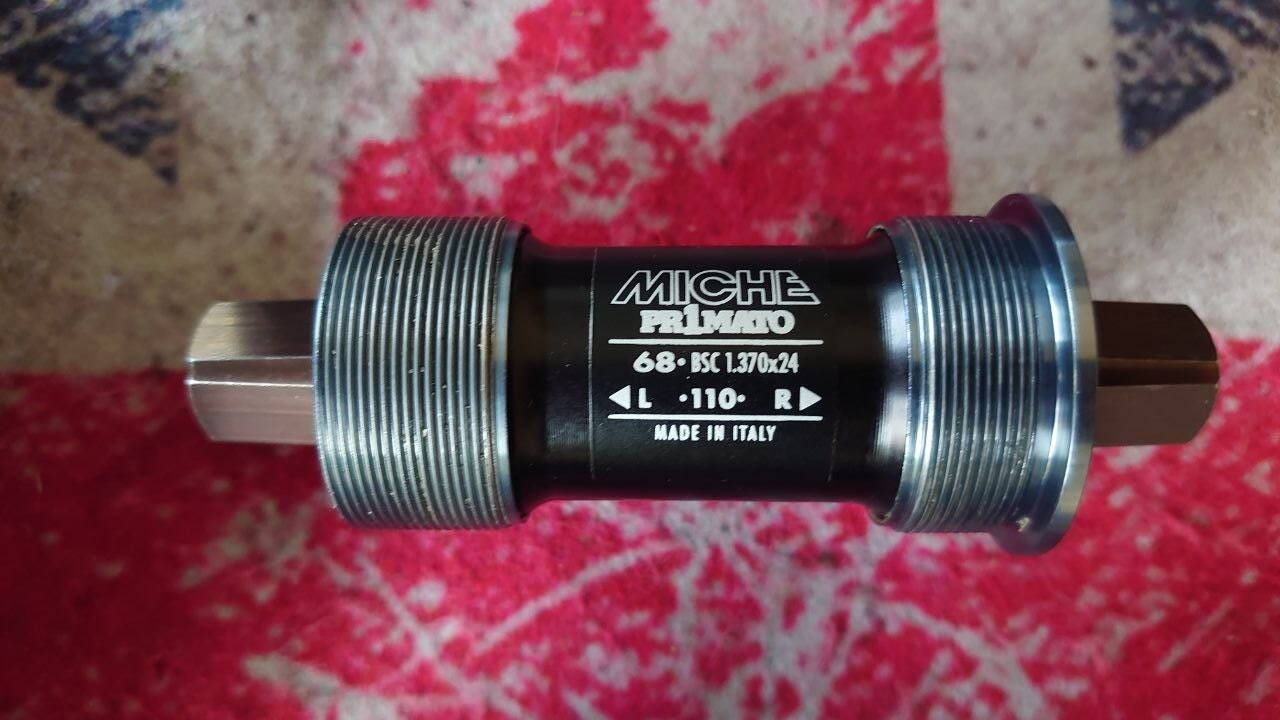 MICHE
PR1MATO
68• BSC 1.370x24
◀L •110• R▶
MADE IN ITALY